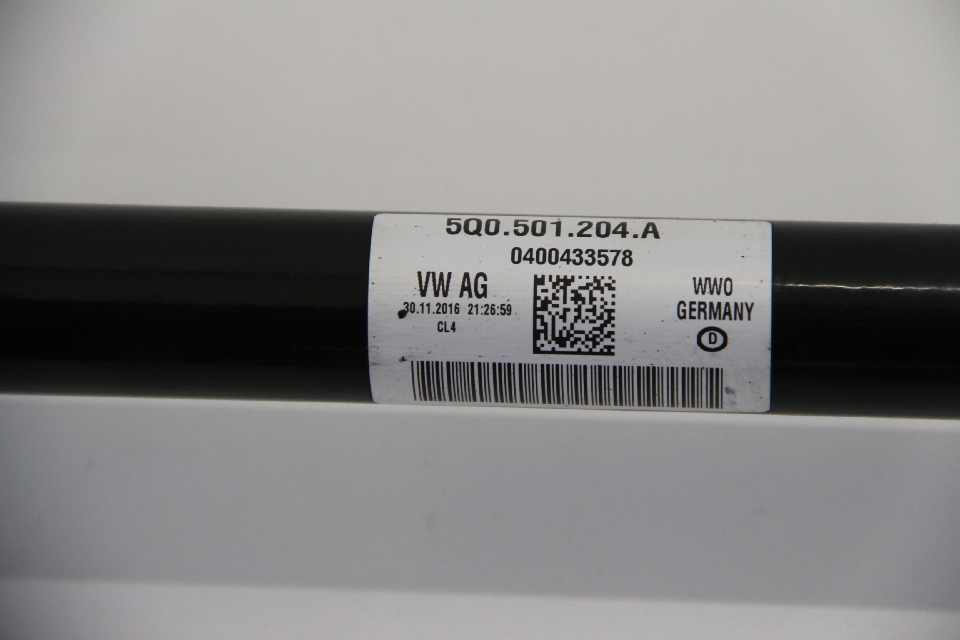 5Q0.501.204.A
0400433578
VW AG
30.11.2016 21:26:59
CL4
WWO
GERMANY
D